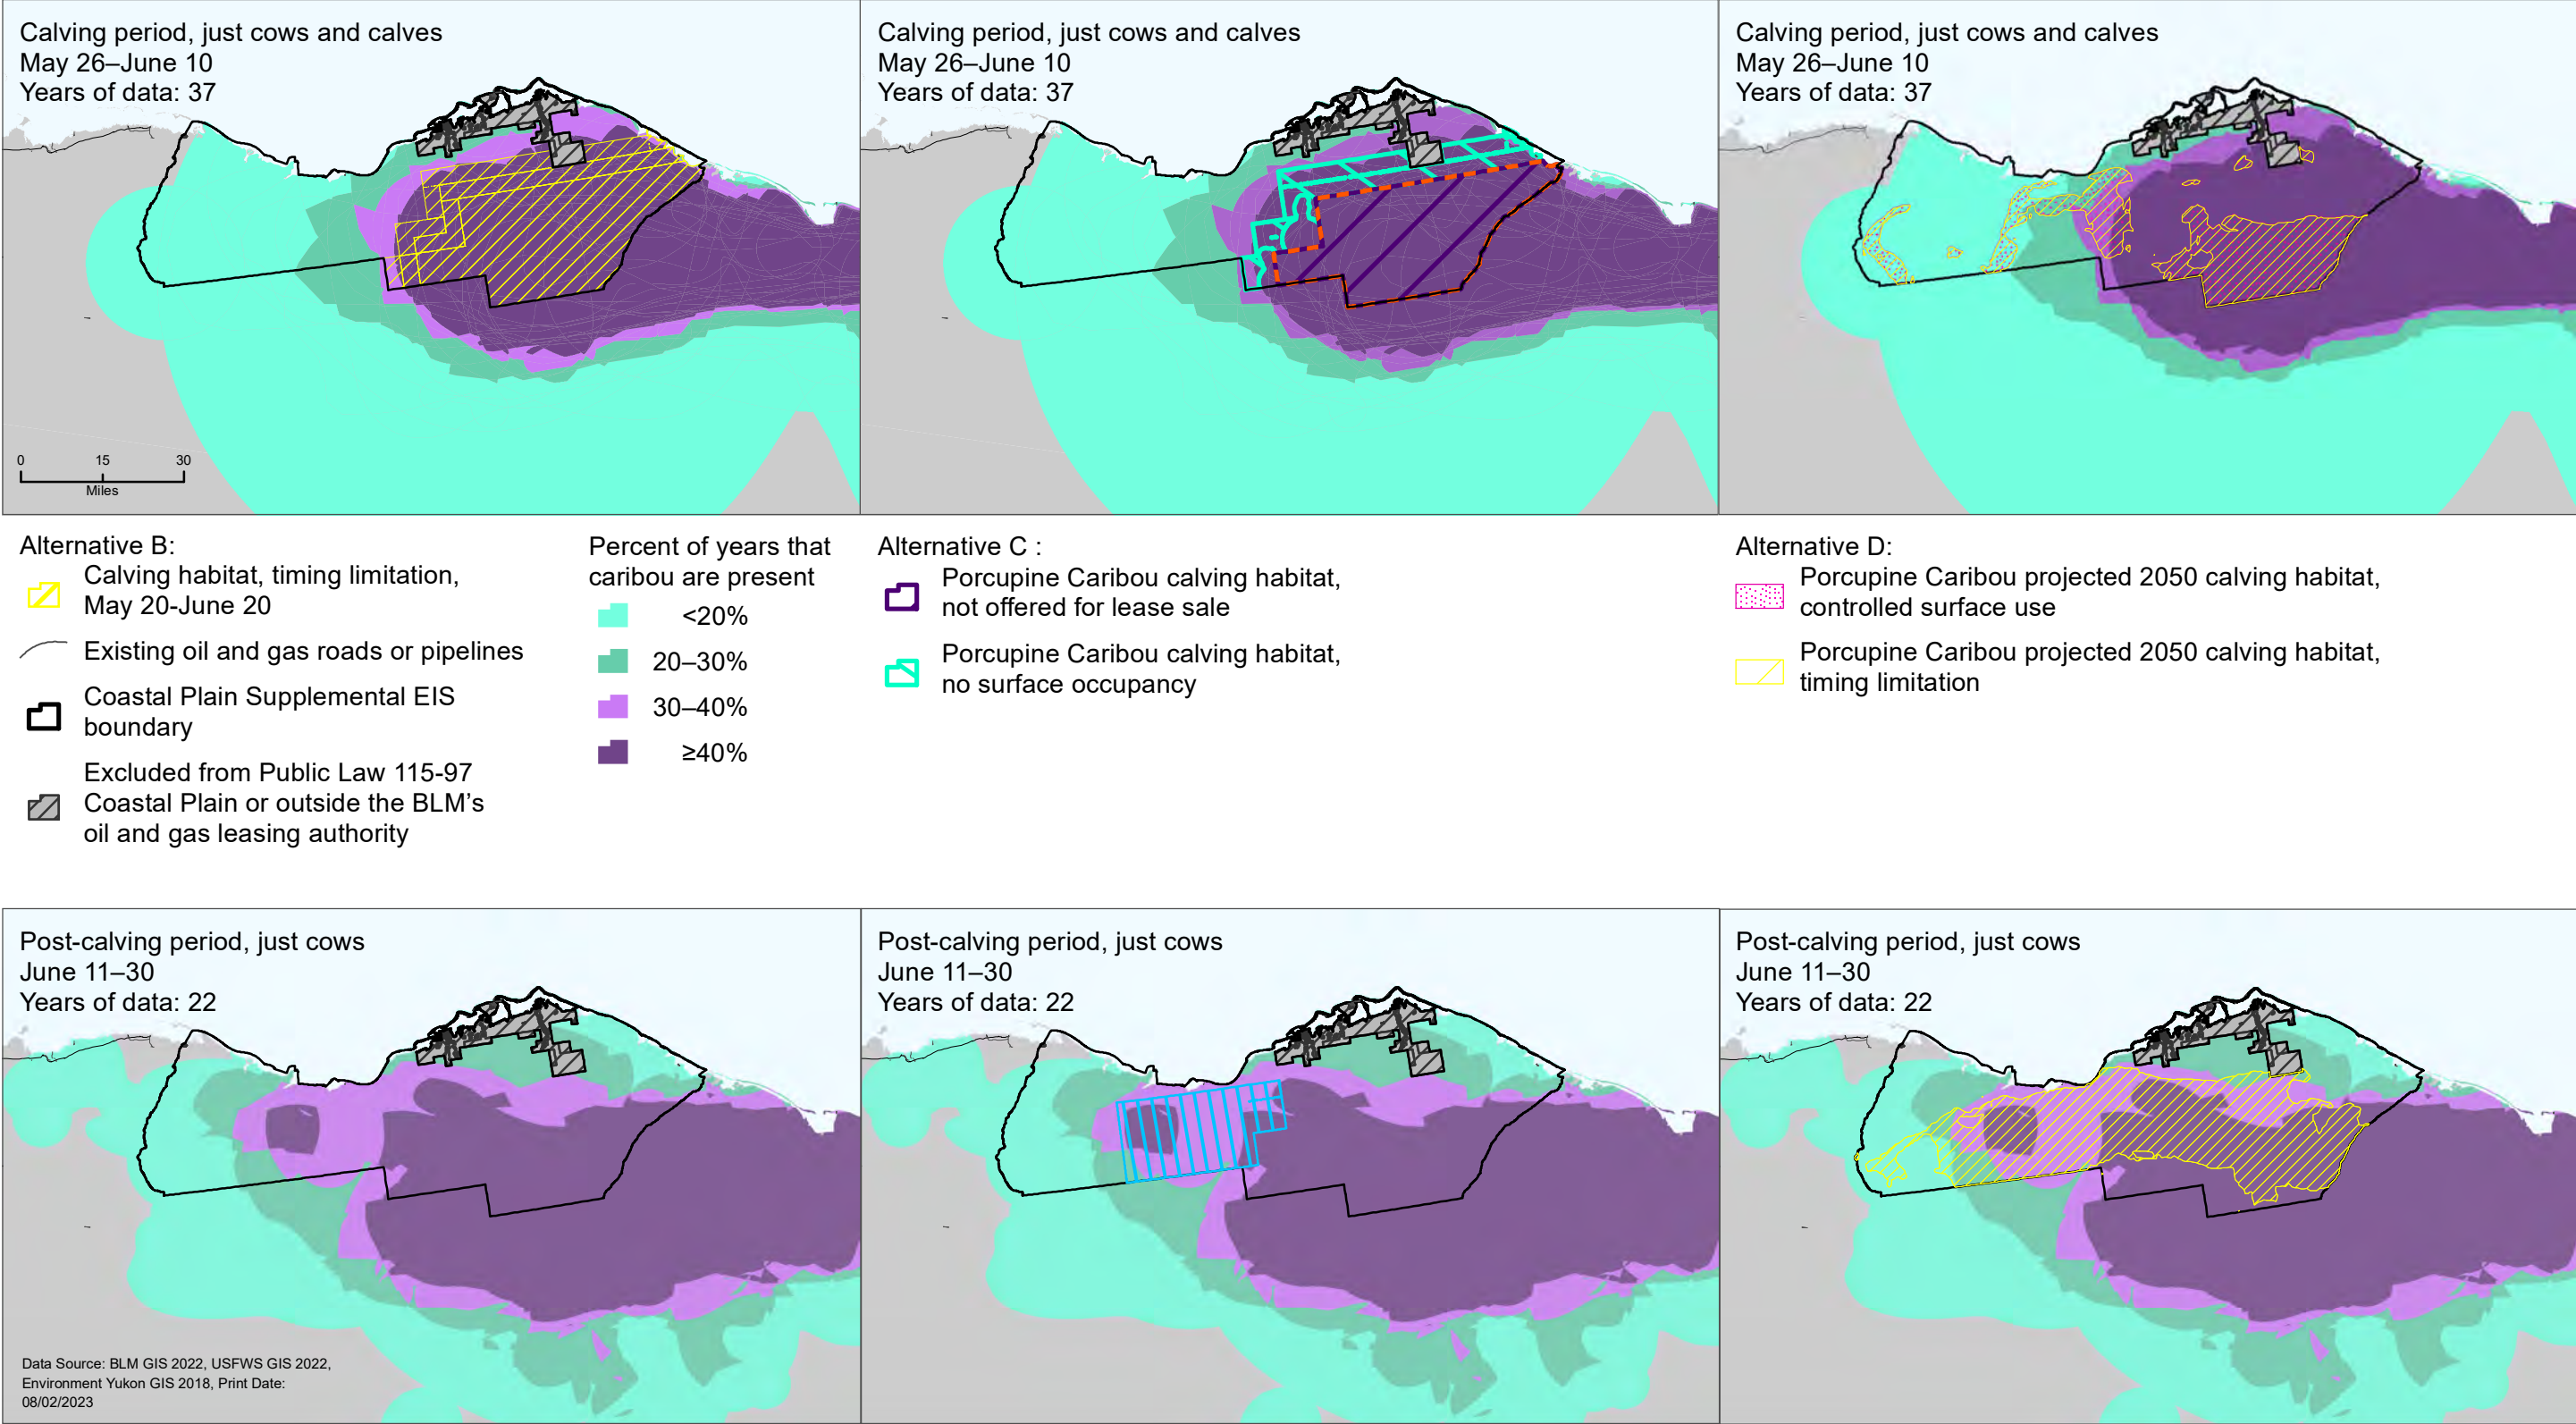 Calving period, just cows and calves
May 26–June 10
Years of data: 37
Calving period, just cows and calves
May 26–June 10
Years of data: 37
Calving period, just cows and calves
May 26–June 10
Years of data: 37
0 15 30
Miles
Alternative B:
Calving habitat, timing limitation,
May 20-June 20
Existing oil and gas roads or pipelines
Coastal Plain Supplemental EIS
boundary
Excluded from Public Law 115-97
Coastal Plain or outside the BLM’s
oil and gas leasing authority
Percent of years that
caribou are present
<20%
20–30%
30–40%
≥40%
Alternative C :
Porcupine Caribou calving habitat,
not offered for lease sale
Porcupine Caribou calving habitat,
no surface occupancy
Alternative D:
Porcupine Caribou projected 2050 calving habitat,
controlled surface use
Porcupine Caribou projected 2050 calving habitat,
timing limitation
Post-calving period, just cows
June 11–30
Years of data: 22
Post-calving period, just cows
June 11–30
Years of data: 22
Post-calving period, just cows
June 11–30
Years of data: 22
Data Source: BLM GIS 2022, USFWS GIS 2022,
Environment Yukon GIS 2018, Print Date:
08/02/2023